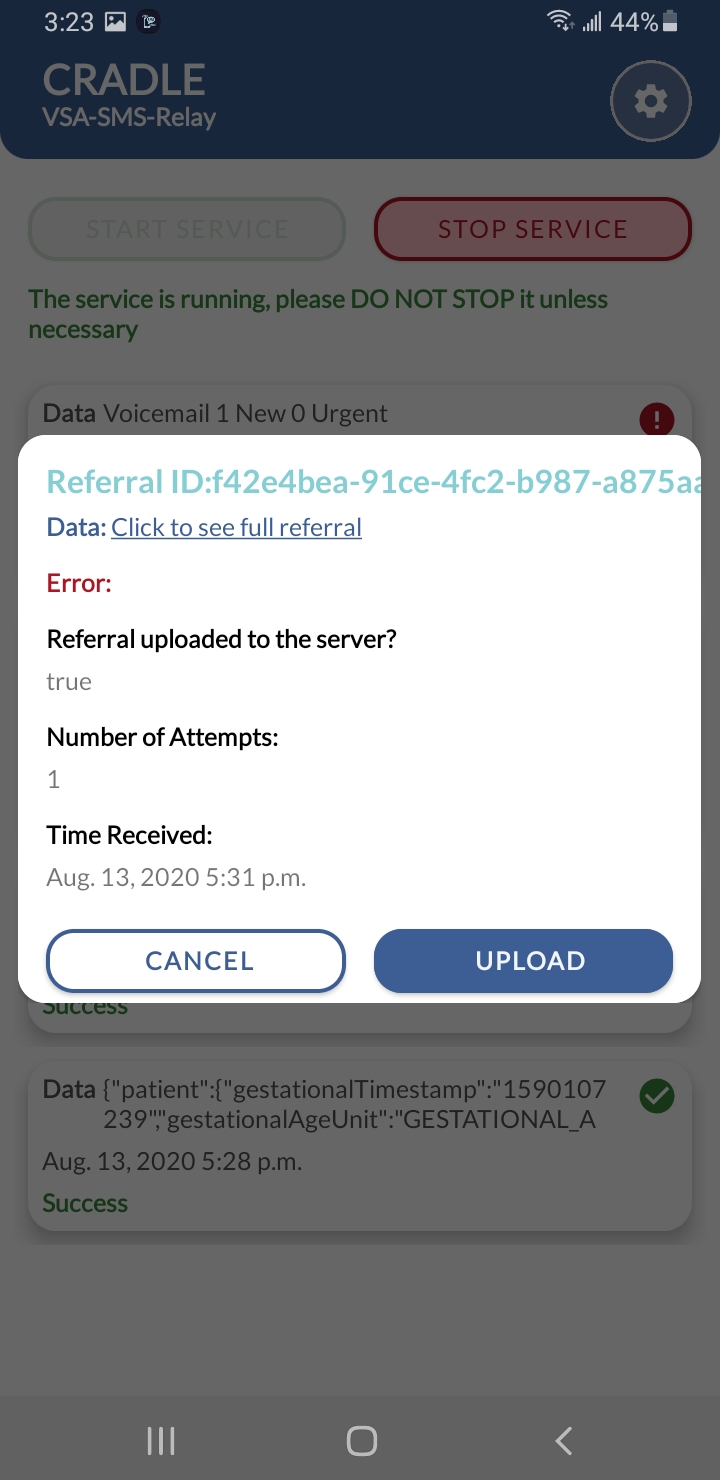 3:23
44%
CRADLE
VSA-SMS-Relay
START SERVICE
STOP SERVICE
The service is running, please DO NOT STOP it unless
necessary
Data Voicemail 1 New 0 Urgent
Referral ID:f42e4bea-91ce-4fc2-b987-a875aa
Data: Click to see full referral
Error:
Referral uploaded to the server?
true
Number of Attempts:
1
Time Received:
Aug. 13, 2020 5:31 p.m.
CANCEL
UPLOAD
Success
Data {"patient":{"gestationalTimestamp":"1590107
239","gestationalAgeUnit":"GESTATIONAL_A
Aug. 13, 2020 5:28 p.m.
Success